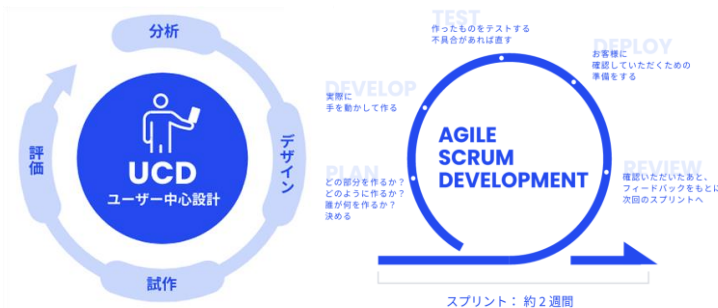 分析
デザイン
試作
評価
UCD
ユーザー中心設計
PLAN
どの部分を作るか？
どのように作るか？
誰が何を作るか？
決める
DEVELOP
実際に
手を動かして作る
TEST
作ったものをテストする
不具合があれば直す
DEPLOY
お客様に
確認していただくための
準備をする
REVIEW
確認いただいたあと、
フィードバックをもとに
次回のスプリントへ
AGILE
SCRUM
DEVELOPMENT
スプリント： 約２週間